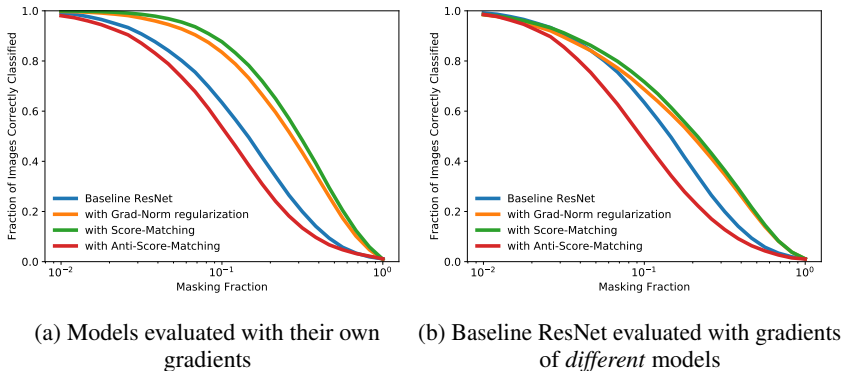 1.0
0.8
0.6
0.4
0.2
0.0
Fraction of Images Correctly Classified
Baseline ResNet
with Grad-Norm regularization
with Score-Matching
with Anti-Score-Matching
10⁻² 10⁻¹ 10⁰
Masking Fraction
(a) Models evaluated with their own
gradients
1.0
0.8
0.6
0.4
0.2
0.0
Fraction of Images Correctly Classified
Baseline ResNet
with Grad-Norm regularization
with Score-Matching
with Anti-Score-Matching
10⁻² 10⁻¹ 10⁰
Masking Fraction
(b) Baseline ResNet evaluated with gradients
of different models